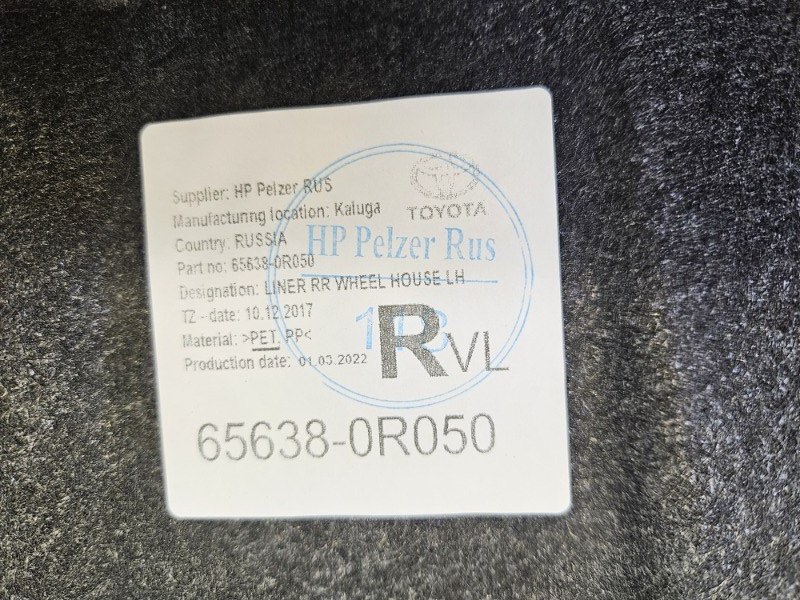 Supplier: HP Pelzer RUS
Manufacturing location: Kaluga
Country: RUSSIA
Part no: 65638-0R050
Designation: LINER RR WHEEL HOUSE LH
TZ - date: 10.12.2017
Material: >PET, PP<
Production date: 01.03.2022
TOYOTA
HP Pelzer Rus
R VL
65638-0R050